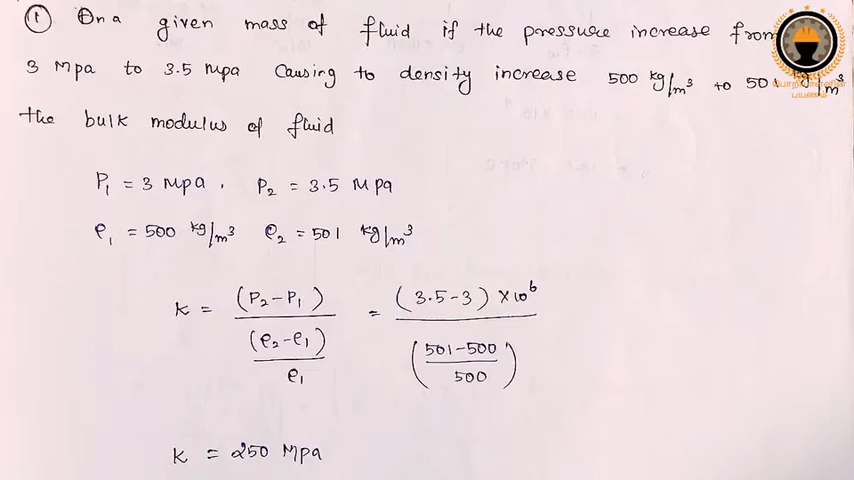 ① On a given mass of fluid if the pressure increase from
3 Mpa to 3.5 Mpa Causing to density increase 500 kg/m³ to 501 kg/m³
the bulk modulus of fluid
P₁ = 3 Mpa . P₂ = 3.5 Mpa
ρ₁ = 500 kg/m³ ρ₂ = 501 kg/m³
K = (P₂-P₁) / ((ρ₂-ρ₁) / ρ₁) = (3.5-3) × 10⁶ / ((501-500) / 500)
K = 250 Mpa
பயணம்